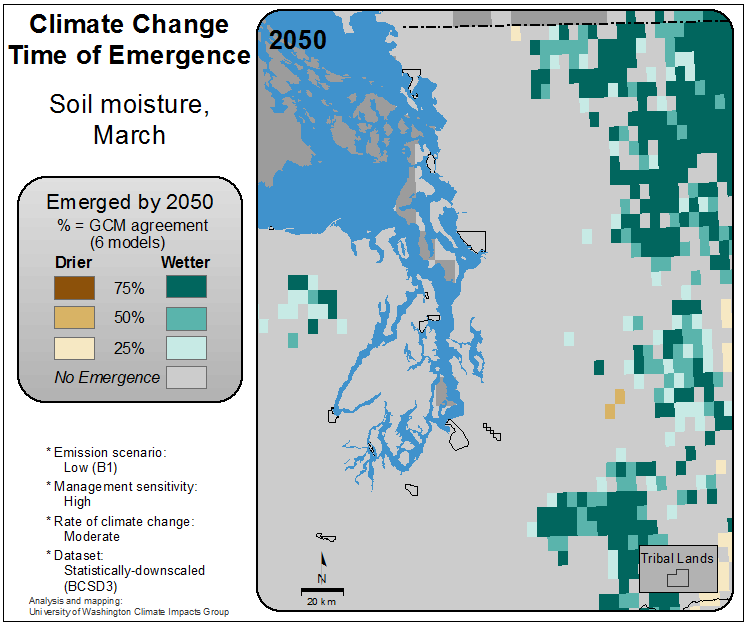 Climate Change
Time of Emergence
Soil moisture,
March
Emerged by 2050
% = GCM agreement
(6 models)
Drier Wetter
75%
50%
25%
No Emergence
* Emission scenario:
Low (B1)
* Management sensitivity:
High
* Rate of climate change:
Moderate
* Dataset:
Statistically-downscaled
(BCSD3)
Analysis and mapping:
University of Washington Climate Impacts Group
2050
N
20 km
Tribal Lands